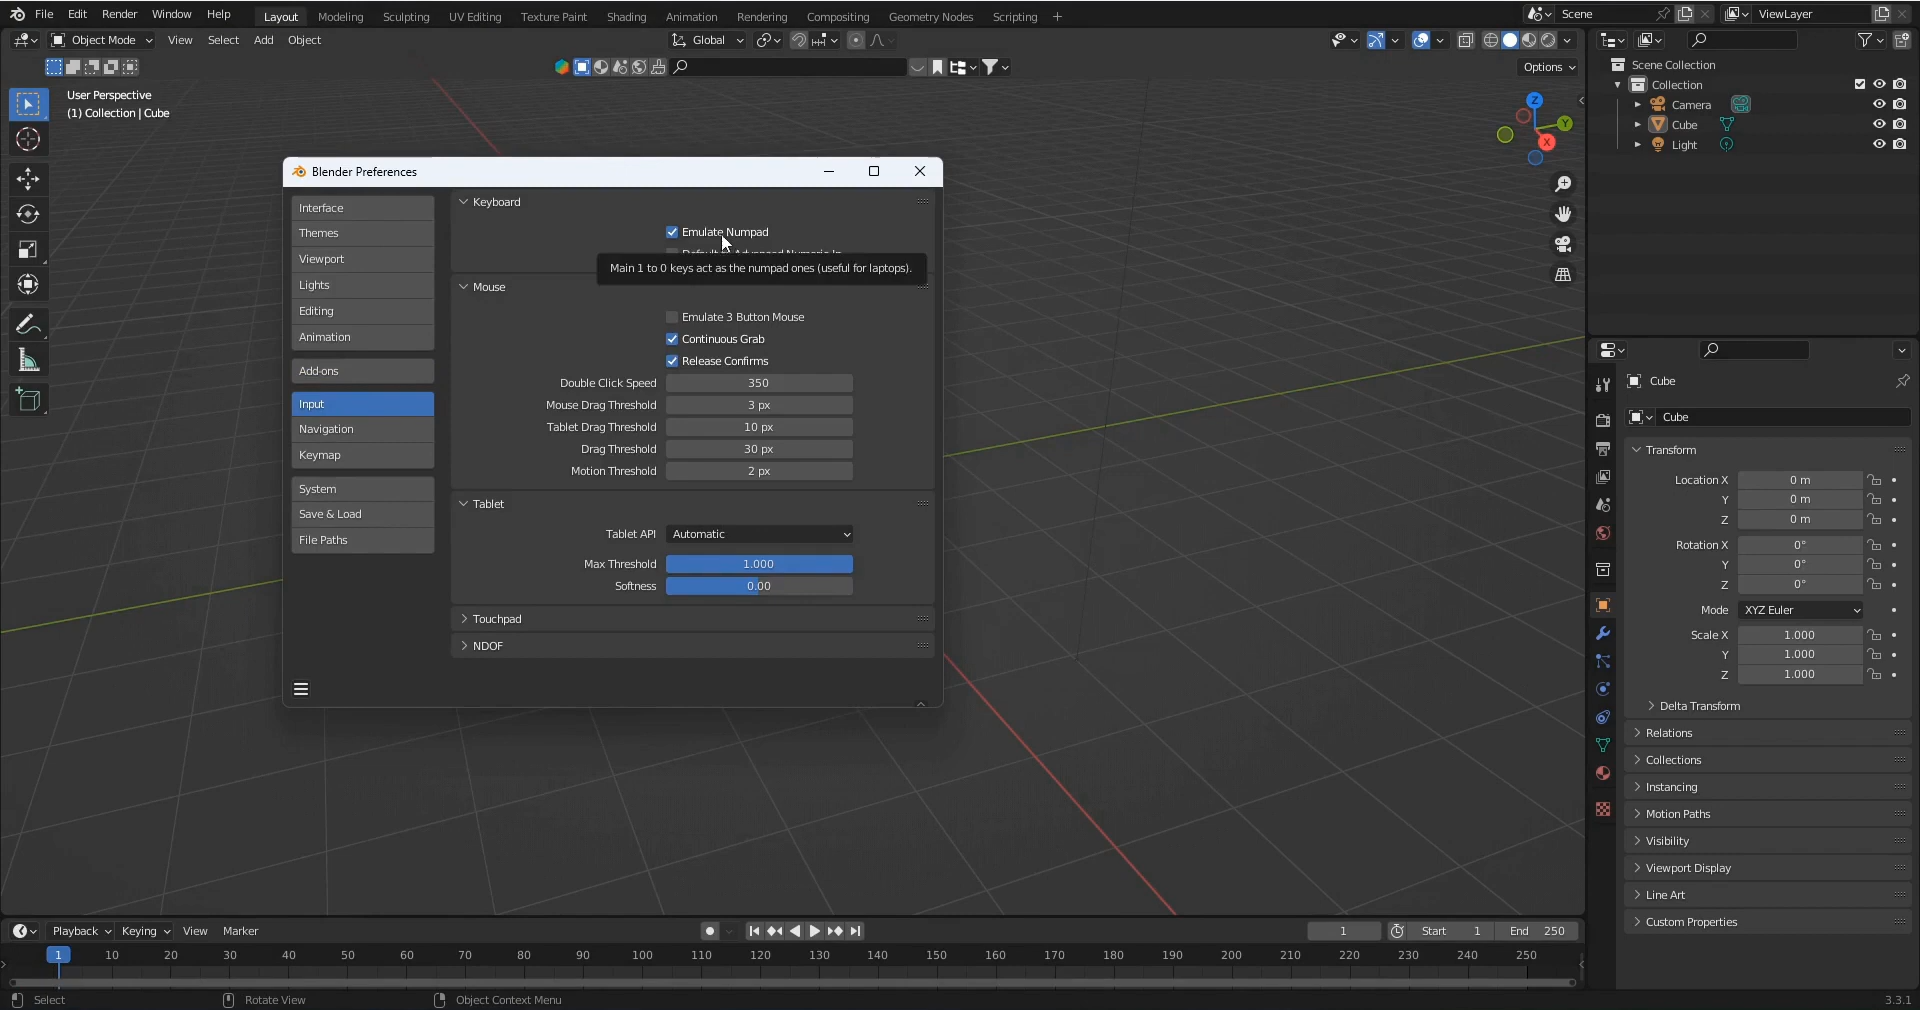 File Edit Render Window Help Layout Modeling Sculpting UV Editing Texture Paint Shading Animation Rendering Compositing Geometry Nodes Scripting + Scene ViewLayer
Object Mode View Select Add Object Global
Options
User Perspective
(1) Collection | Cube
Z
Y
X
Scene Collection
Collection
Camera
Cube
Light
Blender Preferences
Interface
Themes
Viewport
Lights
Editing
Animation
Add-ons
Input
Navigation
Keymap
System
Save & Load
File Paths
Keyboard
Emulate Numpad
Main 1 to 0 keys act as the numpad ones (useful for laptops).
Mouse
Emulate 3 Button Mouse
Continuous Grab
Release Confirms
Double Click Speed 350
Mouse Drag Threshold 3 px
Tablet Drag Threshold 10 px
Drag Threshold 30 px
Motion Threshold 2 px
Tablet
Tablet API Automatic
Max Threshold 1.000
Softness 0.00
Touchpad
NDOF
Cube
Cube
Transform
Location X 0 m
Y 0 m
Z 0 m
Rotation X 0°
Y 0°
Z 0°
Mode XYZ Euler
Scale X 1.000
Y 1.000
Z 1.000
Delta Transform
Relations
Collections
Instancing
Motion Paths
Visibility
Viewport Display
Line Art
Custom Properties
Playback Keying View Marker 1 Start 1 End 250
1 10 20 30 40 50 60 70 80 90 100 110 120 130 140 150 160 170 180 190 200 210 220 230 240 250
Select Rotate View Object Context Menu 3.3.1